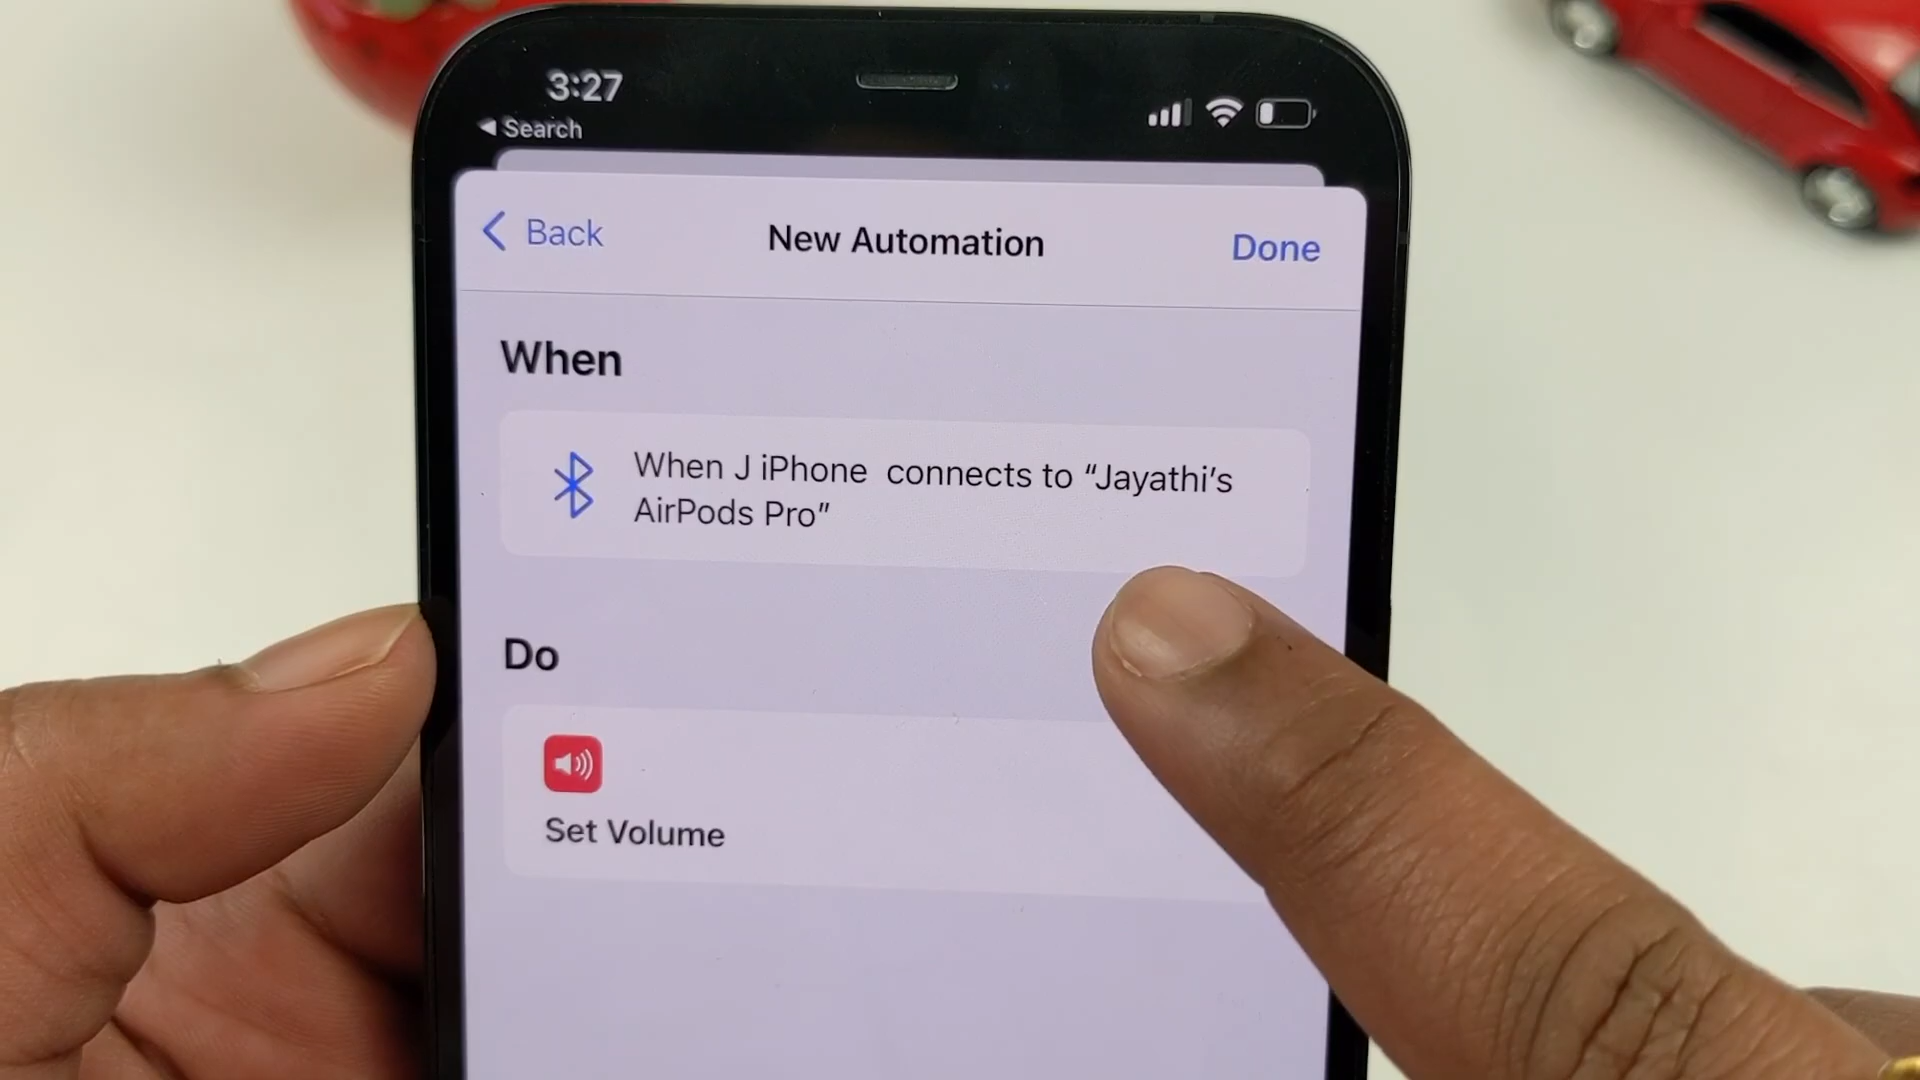 3:27
◀ Search
Back
New Automation
Done
When
When J iPhone connects to “Jayathi’s
AirPods Pro”
Do
Set Volume